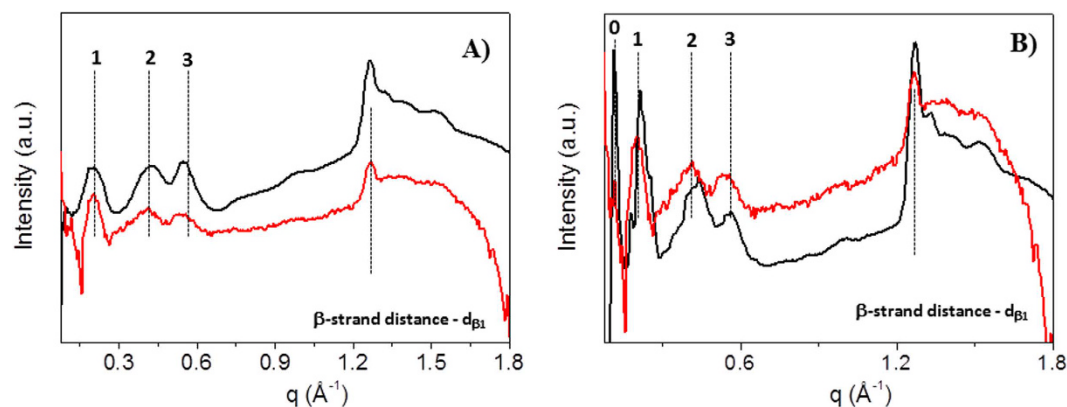 A)
1 2 3
Intensity (a.u.)
β-strand distance - dβ1
0.3 0.6 0.9 1.2 1.5 1.8
q (Å⁻¹)
B)
0 1 2 3
Intensity (a.u.)
β-strand distance - dβ1
0.6 1.2 1.8
q (Å⁻¹)